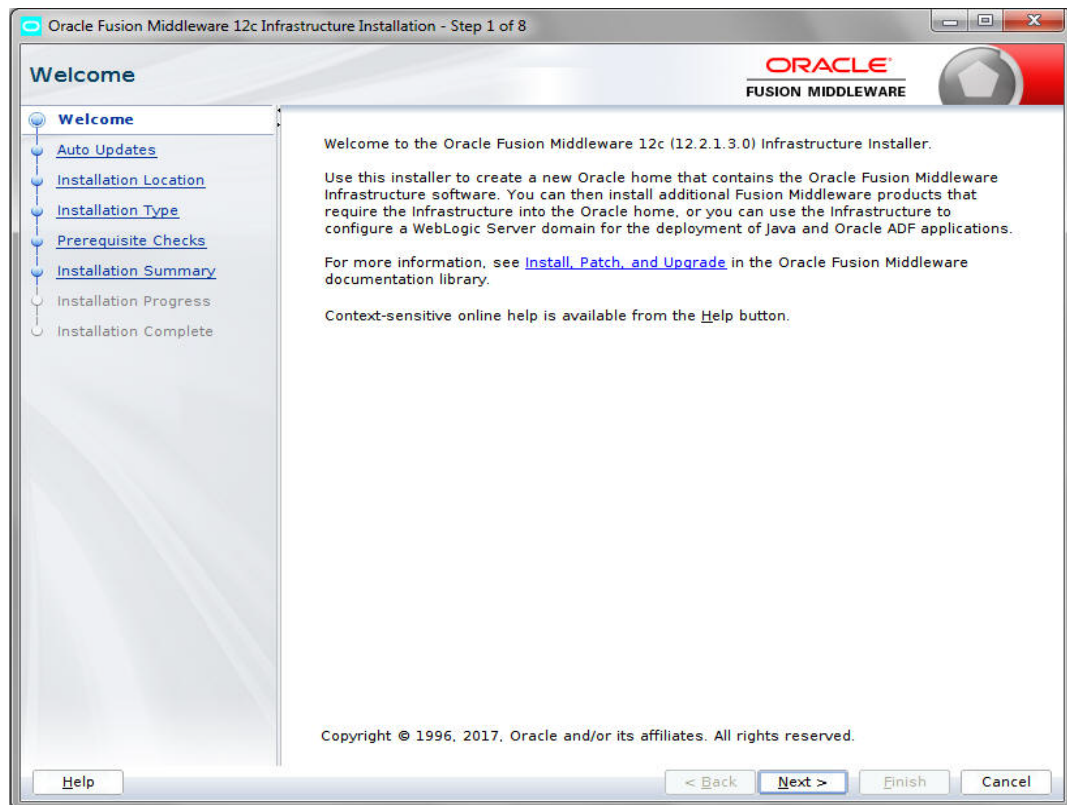 Oracle Fusion Middleware 12c Infrastructure Installation - Step 1 of 8
Welcome
ORACLE
FUSION MIDDLEWARE
Welcome
Auto Updates
Installation Location
Installation Type
Prerequisite Checks
Installation Summary
Installation Progress
Installation Complete
Welcome to the Oracle Fusion Middleware 12c (12.2.1.3.0) Infrastructure Installer.
Use this installer to create a new Oracle home that contains the Oracle Fusion Middleware
Infrastructure software. You can then install additional Fusion Middleware products that
require the Infrastructure into the Oracle home, or you can use the Infrastructure to
configure a WebLogic Server domain for the deployment of Java and Oracle ADF applications.
For more information, see Install, Patch, and Upgrade in the Oracle Fusion Middleware
documentation library.
Context-sensitive online help is available from the Help button.
Copyright © 1996, 2017, Oracle and/or its affiliates. All rights reserved.
Help
< Back
Next >
Finish
Cancel